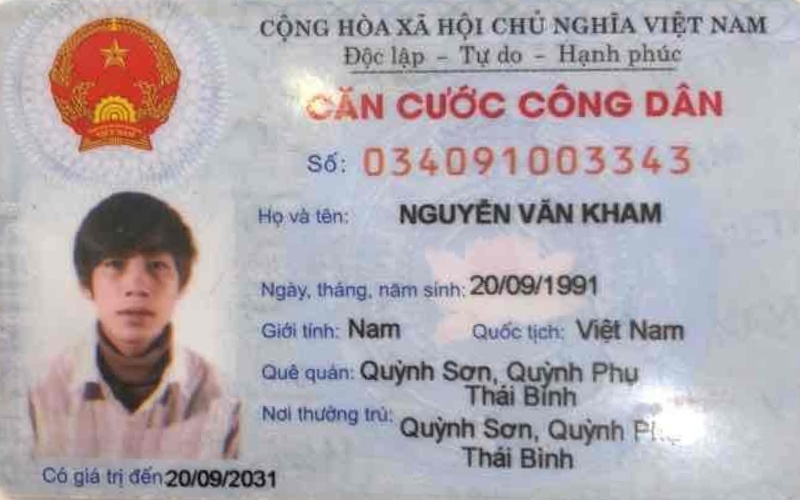 CỘNG HÒA XÃ HỘI CHỦ NGHĨA VIỆT NAM
Độc lập – Tự do – Hạnh phúc
CĂN CƯỚC CÔNG DÂN
Số: 034091003343
Họ và tên: NGUYỄN VĂN KHAM
Ngày, tháng, năm sinh: 20/09/1991
Giới tính: Nam Quốc tịch: Việt Nam
Quê quán: Quỳnh Sơn, Quỳnh Phụ
Thái Bình
Nơi thường trú: Quỳnh Sơn, Quỳnh
Thái Bình
Có giá trị đến 20/09/2031
VIỆT NAM